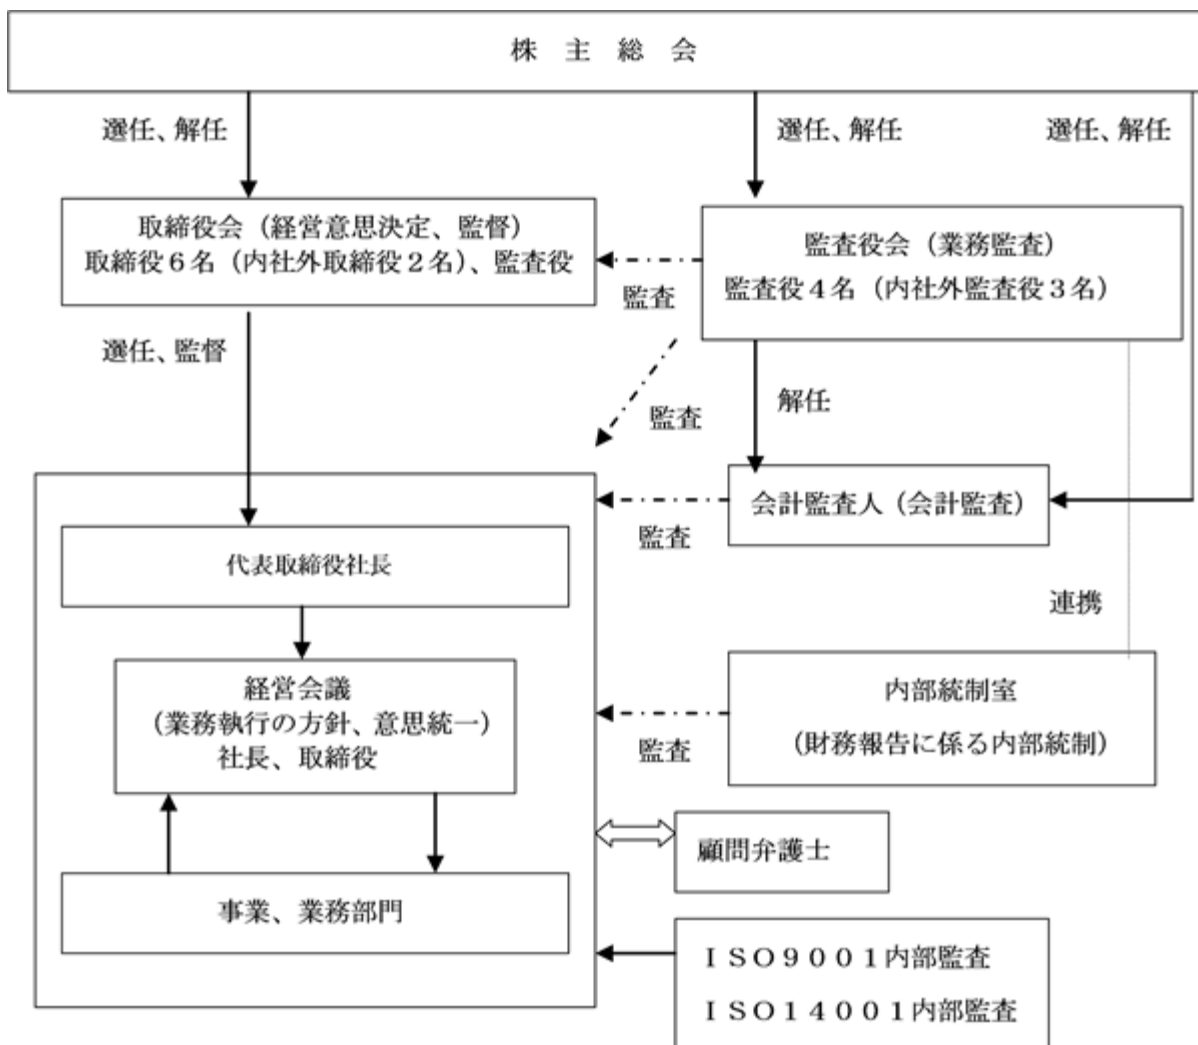 株 主 総 会
選任、解任
選任、解任
選任、解任
取締役会（経営意思決定、監督）
取締役６名（内社外取締役２名）、監査役
監査役会（業務監査）
監査役４名（内社外監査役３名）
監査
選任、監督
監査
解任
会計監査人（会計監査）
監査
代表取締役社長
連携
経営会議
（業務執行の方針、意思統一）
社長、取締役
内部統制室
（財務報告に係る内部統制）
監査
顧問弁護士
事業、業務部門
ＩＳＯ９００１内部監査
ＩＳＯ１４００１内部監査